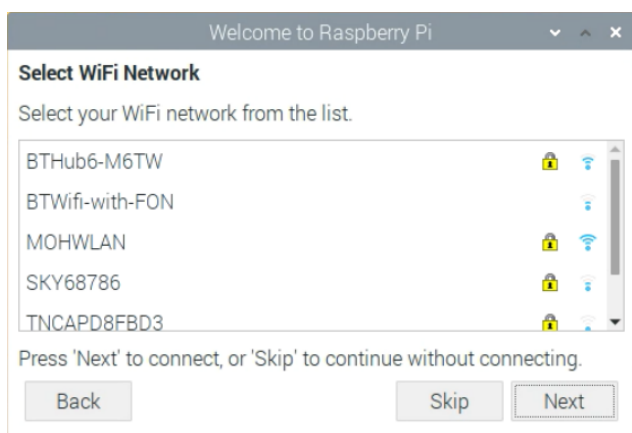 Welcome to Raspberry Pi
Select WiFi Network
Select your WiFi network from the list.
BTHub6-M6TW
BTWifi-with-FON
MOHWLAN
SKY68786
TNCAPD8FBD3
Press 'Next' to connect, or 'Skip' to continue without connecting.
Back Skip Next